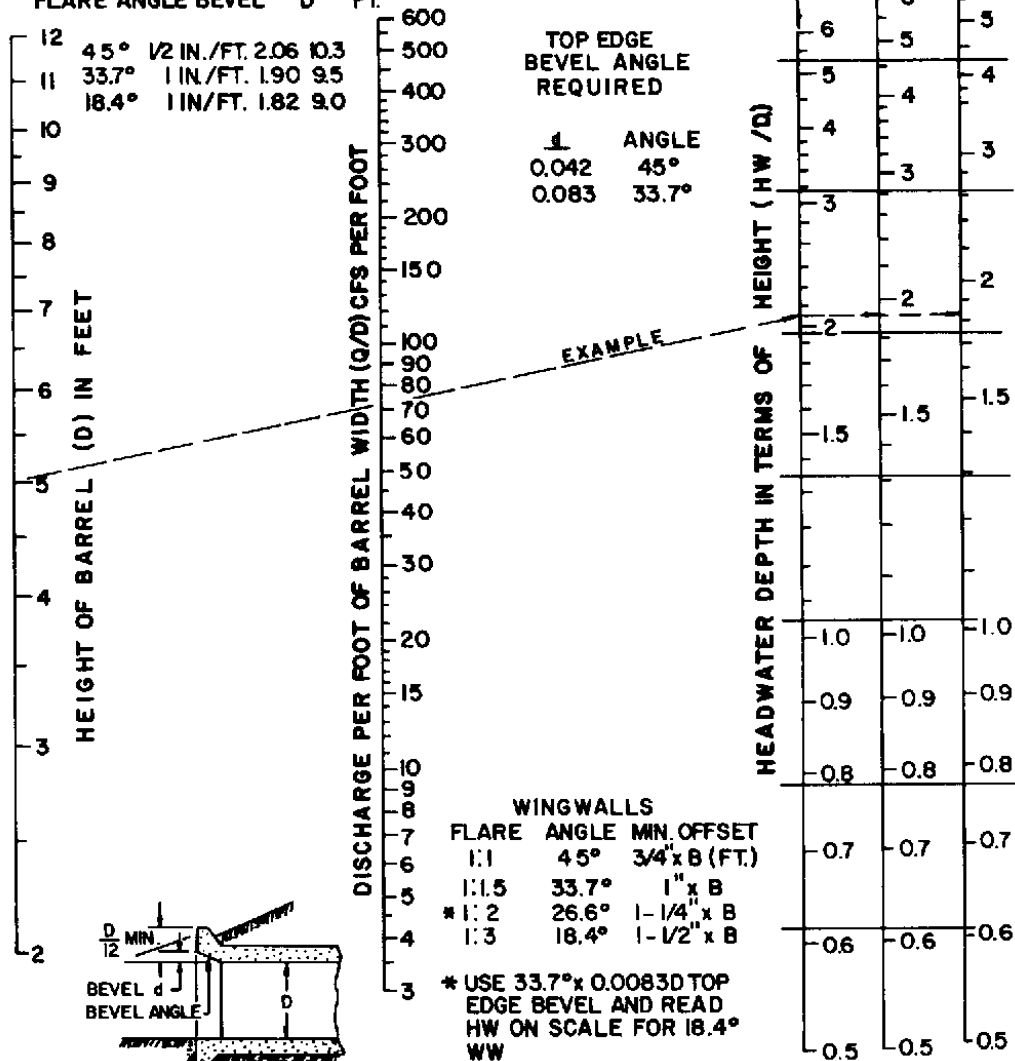 FLARE ANGLE BEVEL D FT.
45° 1/2 IN./FT. 2.06 10.3
33.7° 1 IN./FT. 1.90 9.5
18.4° 1 IN/FT. 1.82 9.0
12
11
10
9
8
7
6
5
4
3
2
HEIGHT OF BARREL (D) IN FEET
600
500
400
300
200
150
100
90
80
70
60
50
40
30
20
15
10
9
8
7
6
5
4
3
DISCHARGE PER FOOT OF BARREL WIDTH (Q/D) CFS PER FOOT
TOP EDGE
BEVEL ANGLE
REQUIRED
d ANGLE
0.042 45°
0.083 33.7°
EXAMPLE
HEADWATER DEPTH IN TERMS OF HEIGHT (HW/D)
6
5
4
3
2
1.5
1.0
0.9
0.8
0.7
0.6
0.5
5
4
3
2
1.5
1.0
0.9
0.8
0.7
0.6
0.5
5
4
3
2
1.5
1.0
0.9
0.8
0.7
0.6
0.5
WINGWALLS
FLARE ANGLE MIN. OFFSET
1:1 45° 3/4" x B (FT.)
1:1.5 33.7° 1" x B
* 1:2 26.6° 1-1/4" x B
1:3 18.4° 1-1/2" x B
* USE 33.7° x 0.0083D TOP
EDGE BEVEL AND READ
HW ON SCALE FOR 18.4°
WW
D/12 MIN
BEVEL d
BEVEL ANGLE
D